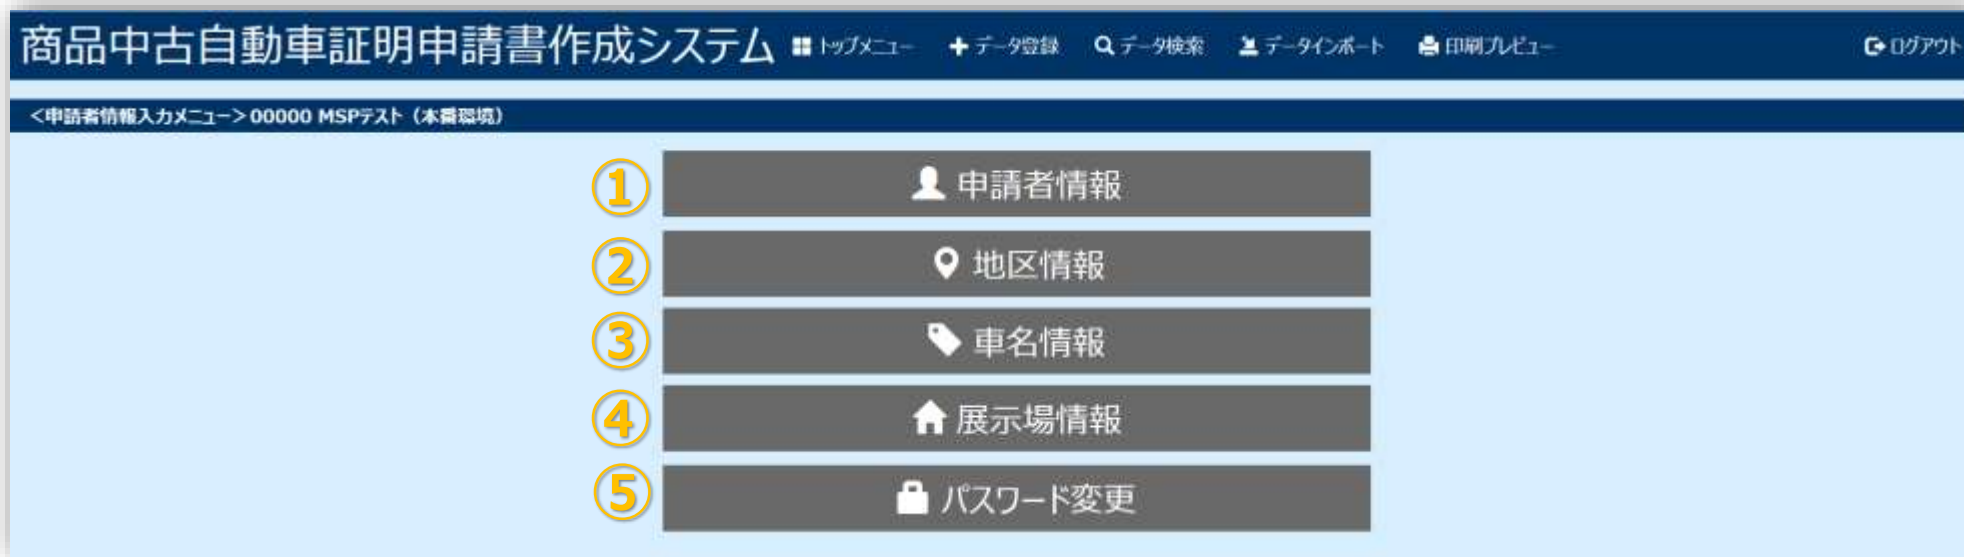 商品中古自動車証明申請書作成システム トップメニュー データ登録 データ検索 データインポート 印刷プレビュー ログアウト
<申請者情報入力メニュー> 00000 MSPテスト（本番環境）
① 申請者情報
② 地区情報
③ 車名情報
④ 展示場情報
⑤ パスワード変更